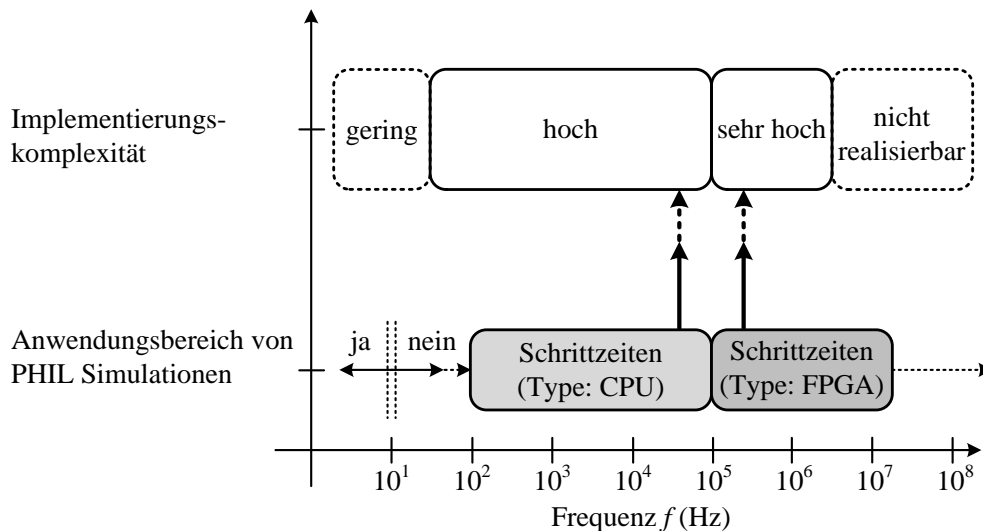 Implementierungs-
komplexität
gering
hoch
sehr hoch
nicht
realisierbar
Anwendungsbereich von
PHIL Simulationen
ja
nein
Schrittzeiten
(Type: CPU)
Schrittzeiten
(Type: FPGA)
10¹ 10² 10³ 10⁴ 10⁵ 10⁶ 10⁷ 10⁸
Frequenz f (Hz)